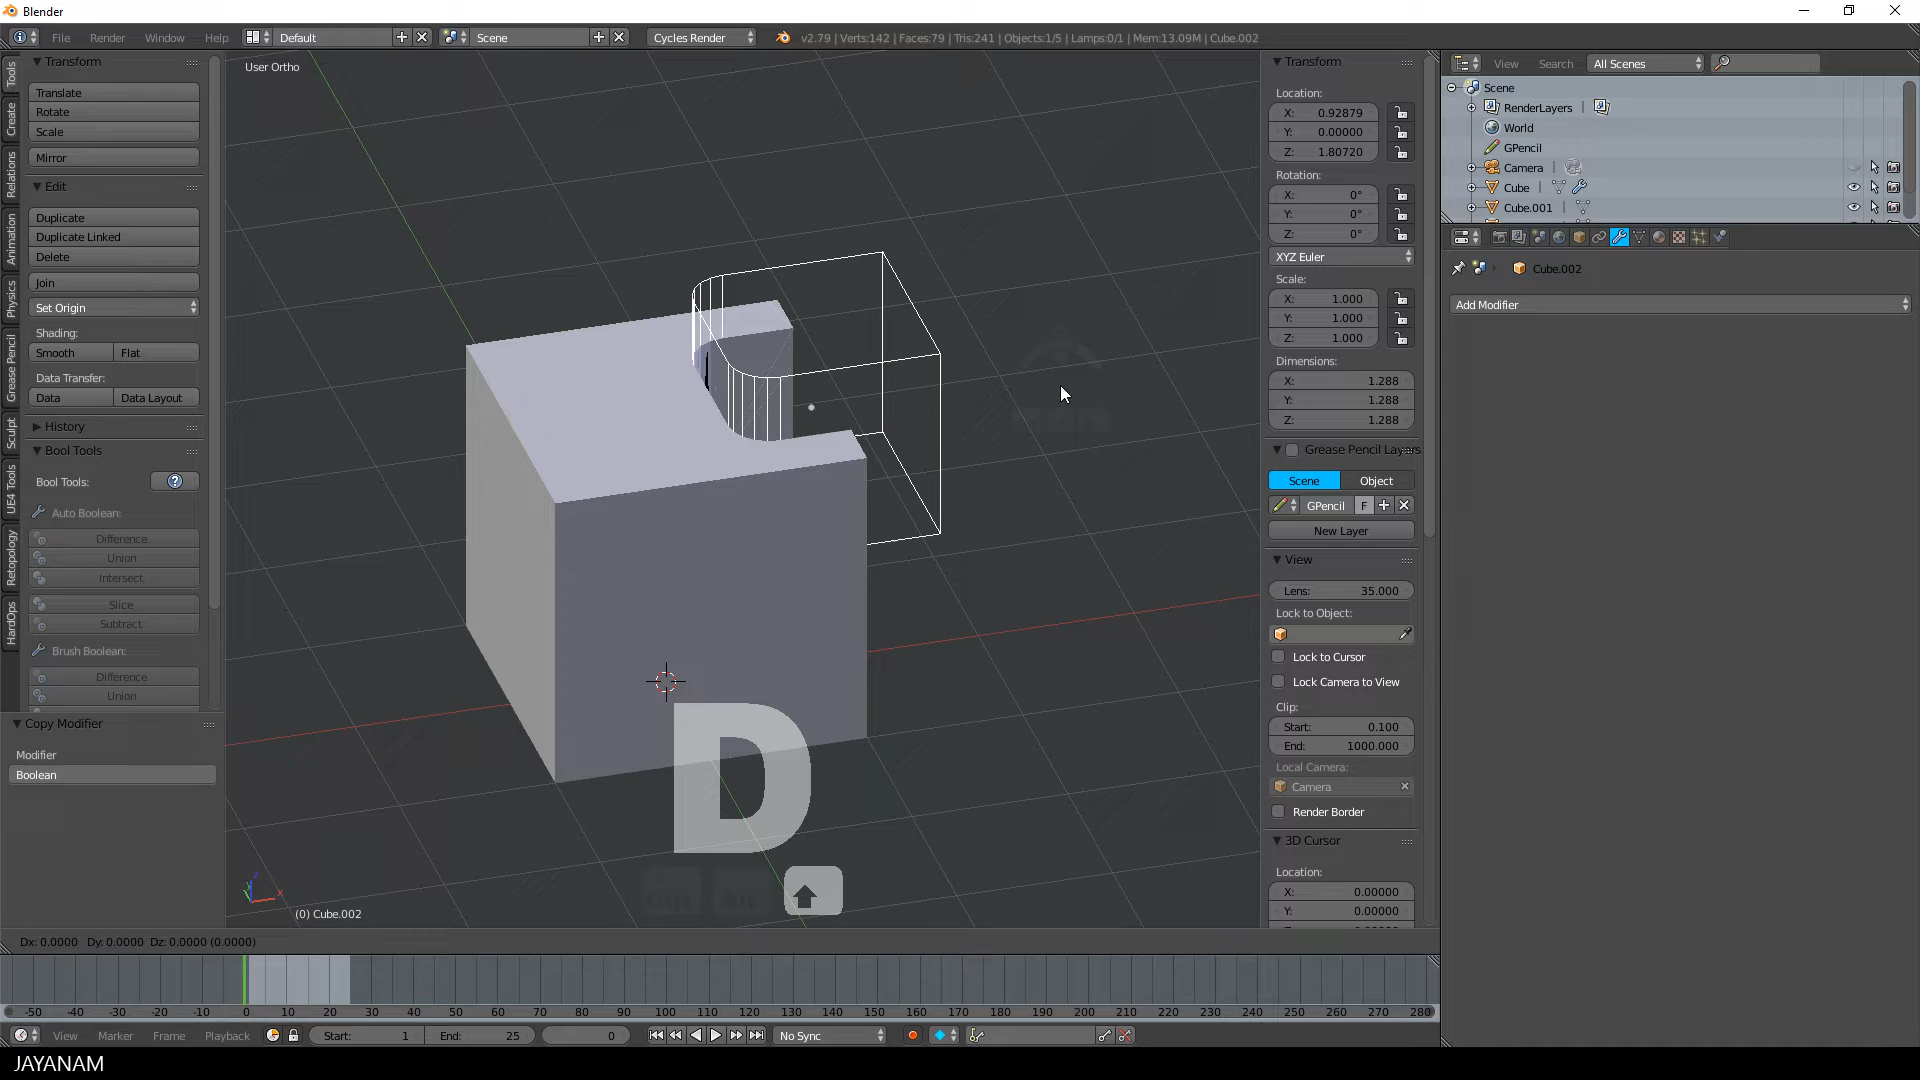 Blender
File Render Window Help Default Scene Cycles Render v2.79 | Verts:142 | Faces:79 | Tris:241 | Objects:1/5 | Lamps:0/1 | Mem:13.09M | Cube.002
Tools
Create
Relations
Animation
Physics
Grease Pencil
Sculpt
UE4 Tools
Retopology
HardOps
Transform
Translate
Rotate
Scale
Mirror
Edit
Duplicate
Duplicate Linked
Delete
Join
Set Origin
Shading:
Smooth Flat
Data Transfer:
Data Data Layout
History
Bool Tools
Bool Tools: ?
Auto Boolean:
Difference
Union
Intersect
Slice
Subtract
Brush Boolean:
Difference
Union
Copy Modifier
Modifier
Boolean
User Ortho
D
(0) Cube.002
Transform
Location:
X: 0.92879
Y: 0.00000
Z: 1.80720
Rotation:
X: 0°
Y: 0°
Z: 0°
XYZ Euler
Scale:
X: 1.000
Y: 1.000
Z: 1.000
Dimensions:
X: 1.288
Y: 1.288
Z: 1.288
Grease Pencil Layers
Scene Object
GPencil F
New Layer
View
Lens: 35.000
Lock to Object:
Lock to Cursor
Lock Camera to View
Clip:
Start: 0.100
End: 1000.000
Local Camera:
Camera
Render Border
3D Cursor
Location:
X: 0.00000
Y: 0.00000
View Search All Scenes
Scene
RenderLayers
World
GPencil
Camera
Cube
Cube.001
Cube.002
Add Modifier
Dx: 0.0000 Dy: 0.0000 Dz: 0.0000 (0.0000)
-50 -40 -30 -20 -10 0 10 20 30 40 50 60 70 80 90 100 110 120 130 140 150 160 170 180 190 200 210 220 230 240 250 260 270 280
View Marker Frame Playback Start: 1 End: 25 0 No Sync
JAYANAM